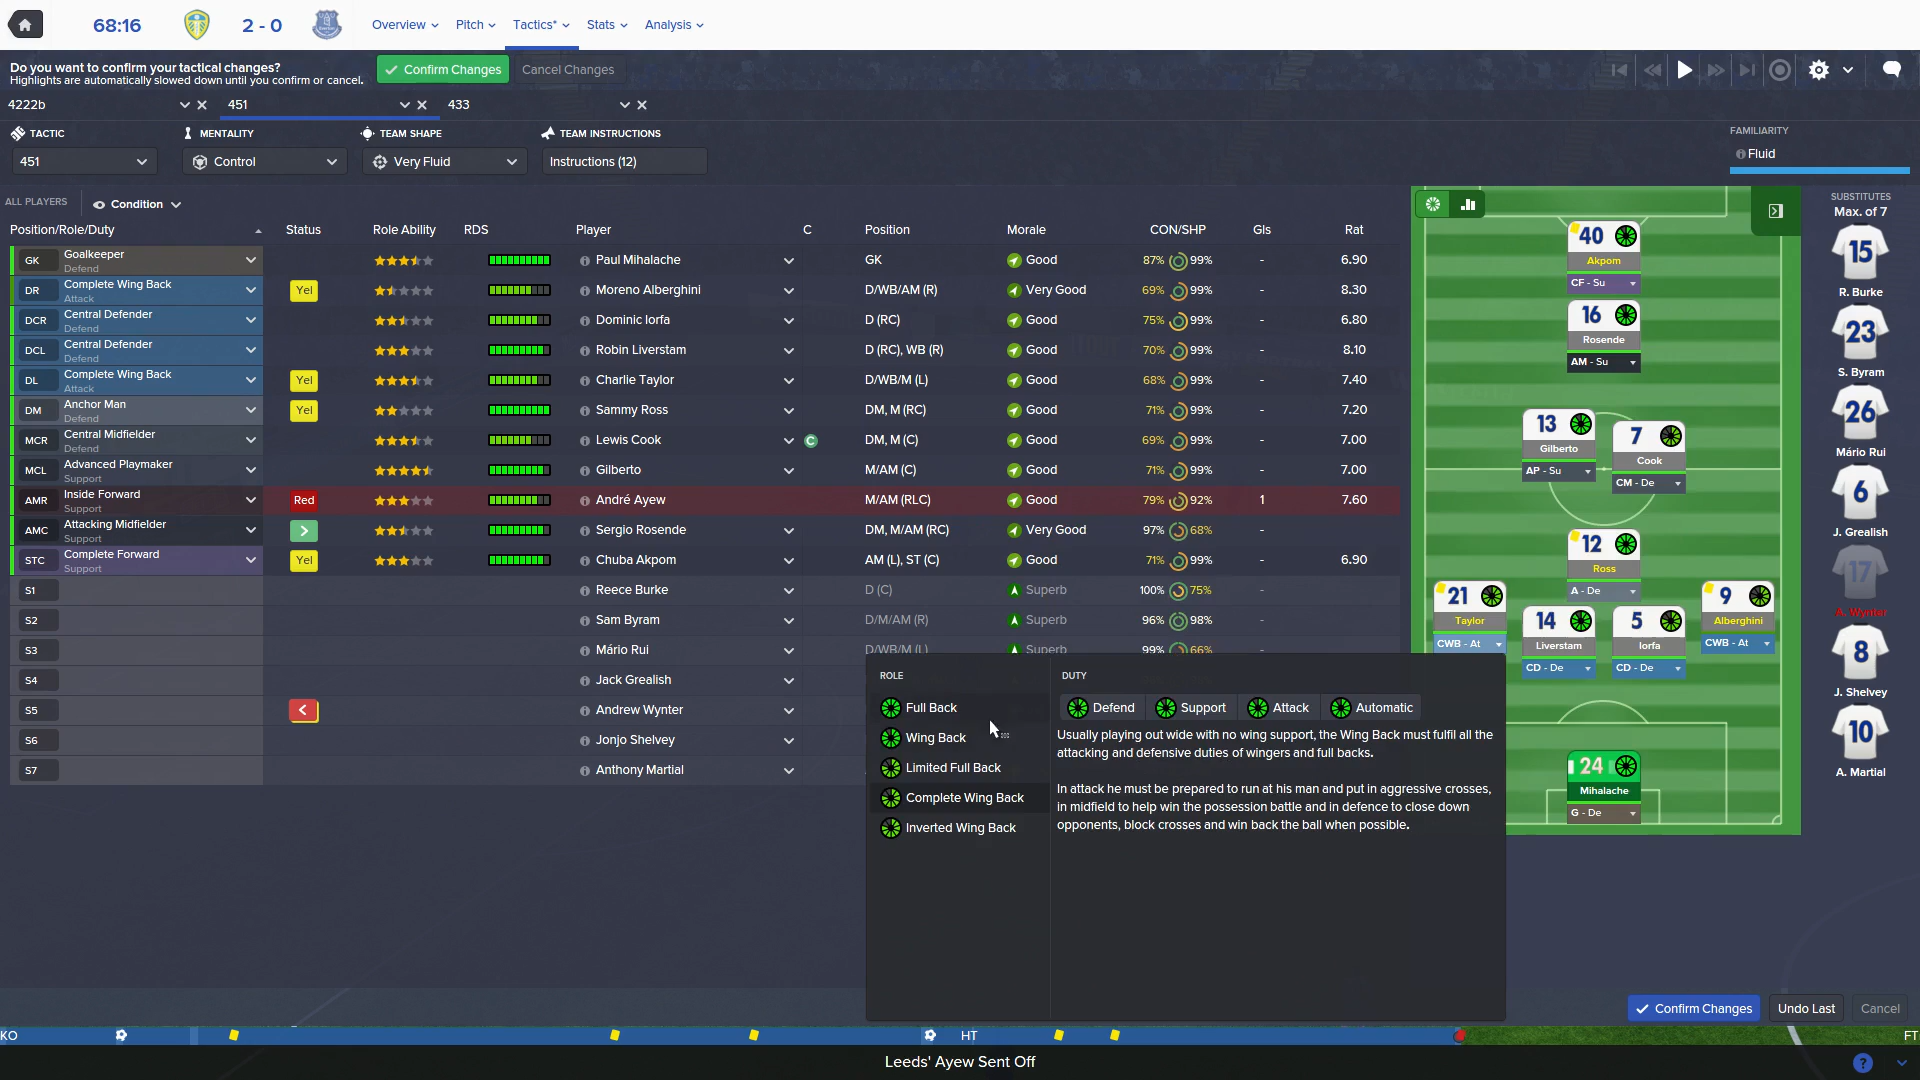 68:16
2 - 0
Overview
Pitch
Tactics*
Stats
Analysis
Do you want to confirm your tactical changes?
Highlights are automatically slowed down until you confirm or cancel.
Confirm Changes
Cancel Changes
4222b
451
433
TACTIC
MENTALITY
TEAM SHAPE
TEAM INSTRUCTIONS
FAMILIARITY
451
Control
Very Fluid
Instructions (12)
Fluid
ALL PLAYERS
Condition
Position/Role/Duty Status Role Ability RDS Player C Position Morale CON/SHP Gls Rat
GK Goalkeeper Defend Paul Mihalache GK Good 87% 99% - 6.90
DR Complete Wing Back Attack Yel Moreno Alberghini D/WB/AM (R) Very Good 69% 99% - 8.30
DCR Central Defender Defend Dominic Iorfa D (RC) Good 75% 99% - 6.80
DCL Central Defender Defend Robin Liverstam D (RC), WB (R) Good 70% 99% - 8.10
DL Complete Wing Back Attack Yel Charlie Taylor D/WB/M (L) Good 68% 99% - 7.40
DM Anchor Man Defend Yel Sammy Ross DM, M (RC) Good 71% 99% - 7.20
MCR Central Midfielder Defend Lewis Cook C DM, M (C) Good 69% 99% - 7.00
MCL Advanced Playmaker Support Gilberto M/AM (C) Good 71% 99% - 7.00
AMR Inside Forward Support Red André Ayew M/AM (RLC) Good 79% 92% 1 7.60
AMC Attacking Midfielder Support Sergio Rosende DM, M/AM (RC) Very Good 97% 68% -
STC Complete Forward Support Yel Chuba Akpom AM (L), ST (C) Good 71% 99% - 6.90
S1 Reece Burke D (C) Superb 100% 75% -
S2 Sam Byram D/M/AM (R) Superb 96% 98% -
S3 Mário Rui D/WB/M (L) Superb 99% 66% -
S4 Jack Grealish
S5 Andrew Wynter
S6 Jonjo Shelvey
S7 Anthony Martial
ROLE
Full Back
Wing Back
Limited Full Back
Complete Wing Back
Inverted Wing Back
DUTY
Defend
Support
Attack
Automatic
Usually playing out wide with no wing support, the Wing Back must fulfil all the
attacking and defensive duties of wingers and full backs.
In attack he must be prepared to run at his man and put in aggressive crosses,
in midfield to help win the possession battle and in defence to close down
opponents, block crosses and win back the ball when possible.
40
Akpom
CF - Su
16
Rosende
AM - Su
13
Gilberto
AP - Su
7
Cook
CM - De
12
Ross
A - De
21
Taylor
CWB - At
14
Liverstam
CD - De
5
Iorfa
CD - De
9
Alberghini
CWB - At
24
Mihalache
G - De
SUBSTITUTES
Max. of 7
15
R. Burke
23
S. Byram
26
Mário Rui
6
J. Grealish
17
A. Wynter
8
J. Shelvey
10
A. Martial
Confirm Changes
Undo Last
Cancel
KO
HT
FT
Leeds' Ayew Sent Off
?